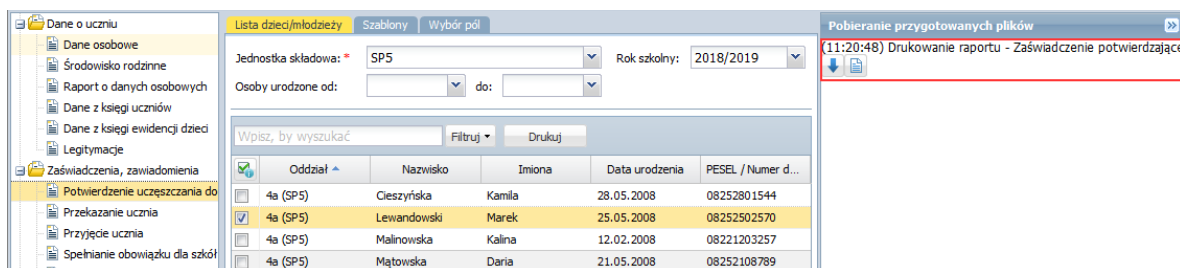 Dane o uczniu
Dane osobowe
Środowisko rodzinne
Raport o danych osobowych
Dane z księgi uczniów
Dane z księgi ewidencji dzieci
Legitymacje
Zaświadczenia, zawiadomienia
Potwierdzenie uczęszczania do
Przekazanie ucznia
Przyjęcie ucznia
Spełnianie obowiązku dla szkół
Lista dzieci/młodzieży Szablony Wybór pól
Jednostka składowa: * SP5 Rok szkolny: 2018/2019
Osoby urodzone od: do:
Wpisz, by wyszukać Filtruj Drukuj
Oddział Nazwisko Imiona Data urodzenia PESEL / Numer d...
4a (SP5) Cieszyńska Kamila 28.05.2008 08252801544
4a (SP5) Lewandowski Marek 25.05.2008 08252502570
4a (SP5) Malinowska Kalina 12.02.2008 08221203257
4a (SP5) Mątowska Daria 21.05.2008 08252108789
Pobieranie przygotowanych plików
(11:20:48) Drukowanie raportu - Zaświadczenie potwierdzające